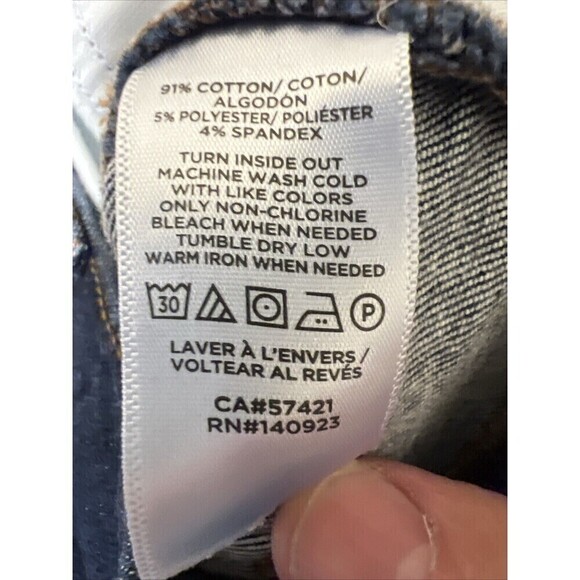 91% COTTON/ COTON/
ALGODÓN
5% POLYESTER/ POLIÉSTER
4% SPANDEX
TURN INSIDE OUT
MACHINE WASH COLD
WITH LIKE COLORS
ONLY NON-CHLORINE
BLEACH WHEN NEEDED
TUMBLE DRY LOW
WARM IRON WHEN NEEDED
30 P
LAVER À L'ENVERS /
VOLTEAR AL REVÉS
CA#57421
RN#140923